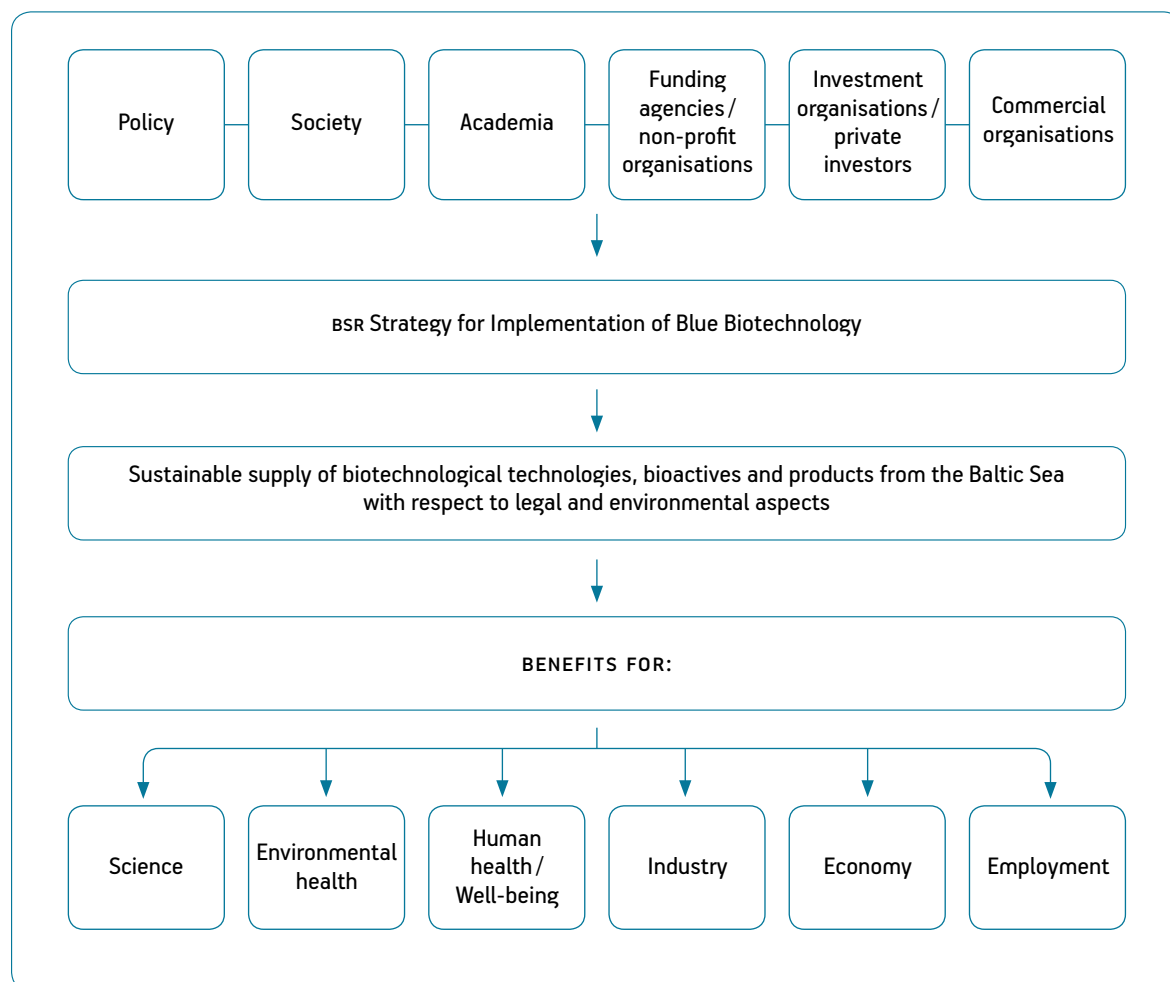 Policy
Society
Academia
Funding
agencies /
non-profit
organisations
Investment
organisations /
private
investors
Commercial
organisations
BSR Strategy for Implementation of Blue Biotechnology
Sustainable supply of biotechnological technologies, bioactives and products from the Baltic Sea
with respect to legal and environmental aspects
BENEFITS FOR:
Science
Environmental
health
Human
health /
Well-being
Industry
Economy
Employment